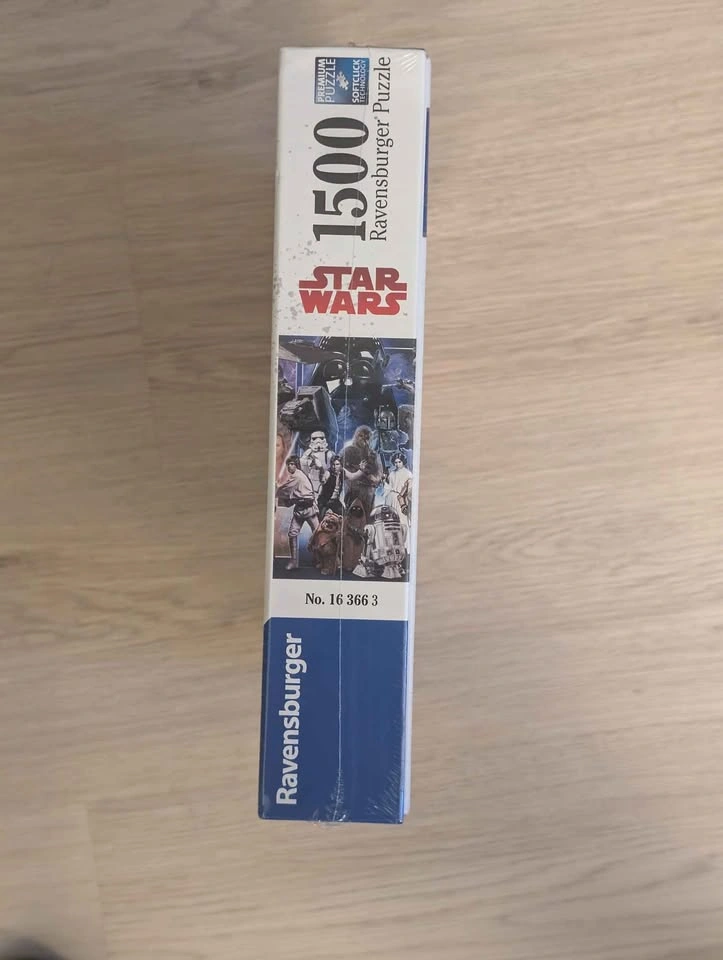 PREMIUM
PUZZLE
SOFTCLICK
TECHNOLOGY
1500
Ravensburger® Puzzle
STAR
WARS
No. 16 366 3
Ravensburger